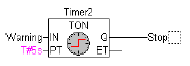 Timer2
TON
Warning IN Q Stop
T#5s PT ET